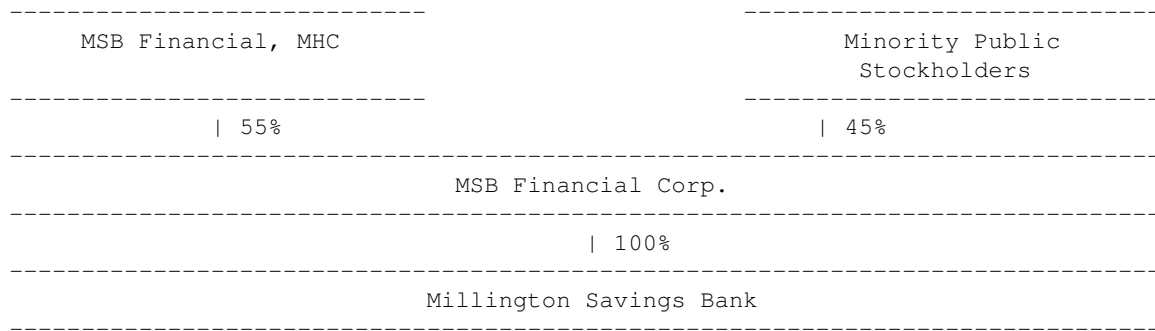 -----------------------------          -----------------------------
MSB Financial, MHC          Minority Public
Stockholders
-----------------------------          -----------------------------
| 55%          | 45%
--------------------------------------------------------------------------------
MSB Financial Corp.
--------------------------------------------------------------------------------
| 100%
--------------------------------------------------------------------------------
Millington Savings Bank
--------------------------------------------------------------------------------